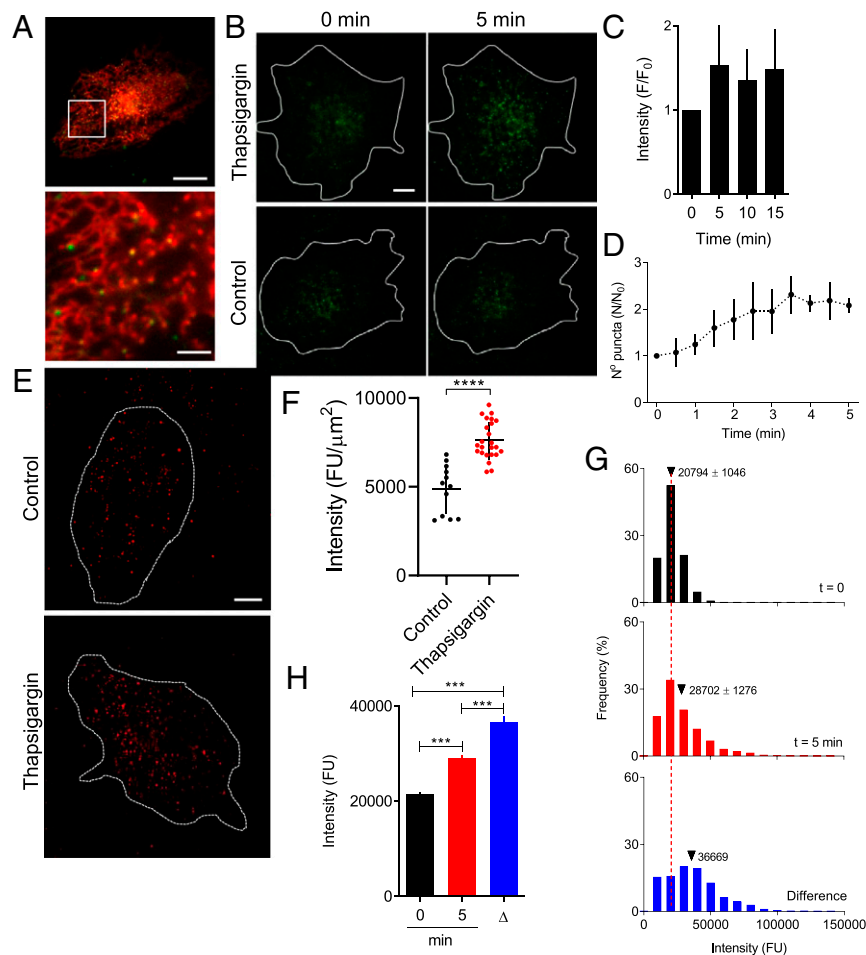 A
B
0 min
5 min
Thapsigargin
Control
C
Intensity (F/F0)
2
1
0
0 5 10 15
Time (min)
D
Nº puncta (N/N0)
3
2
1
0
0 1 2 3 4 5
Time (min)
E
Control
Thapsigargin
F
Intensity (FU/μm²)
10000
5000
0
****
Control
Thapsigargin
G
Frequency (%)
60
30
0
20794 ± 1046
t = 0
60
30
0
28702 ± 1276
t = 5 min
60
30
0
36669
Difference
0 50000 100000 150000
Intensity (FU)
H
Intensity (FU)
40000
20000
0
***
***
***
0 5 Δ
min